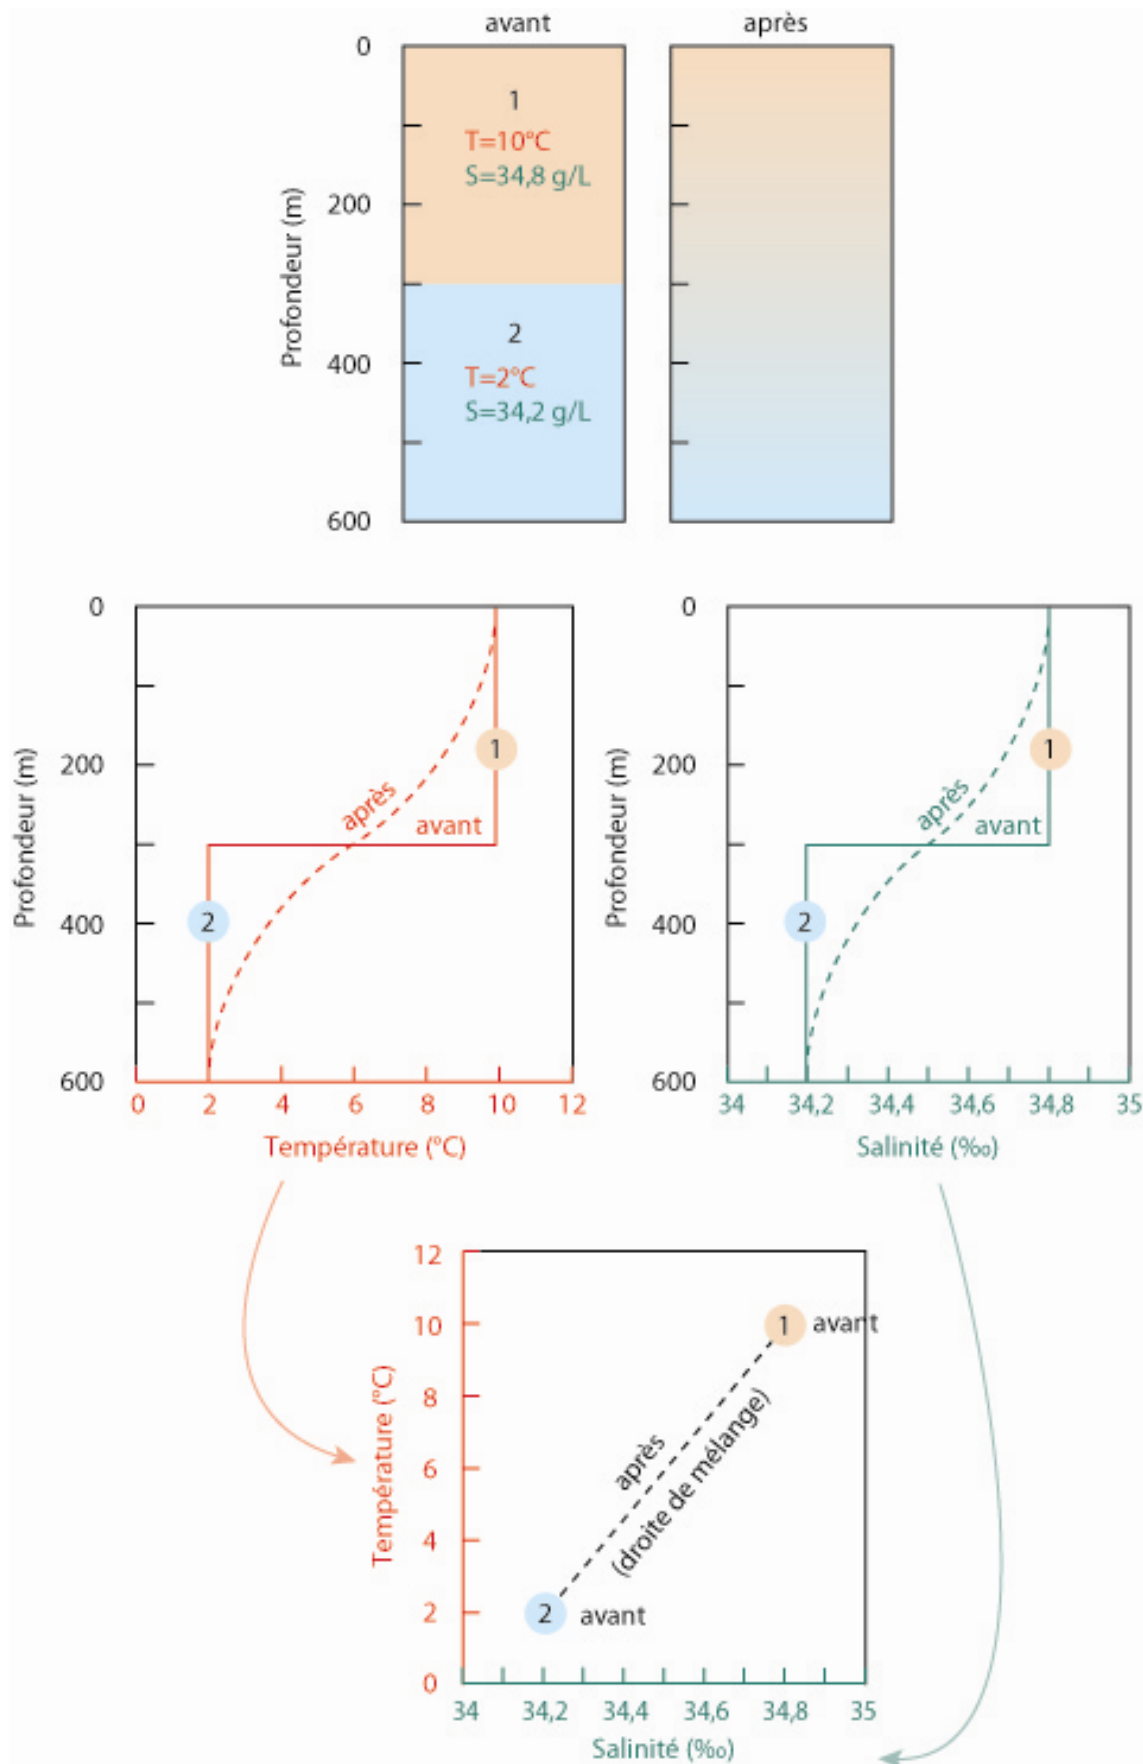 avant
après
0
200
400
600
Profondeur (m)
1
T=10°C
S=34,8 g/L
2
T=2°C
S=34,2 g/L
0
200
400
600
Profondeur (m)
1
après
avant
2
0 2 4 6 8 10 12
Température (°C)
0
200
400
600
Profondeur (m)
1
après
avant
2
34 34,2 34,4 34,6 34,8 35
Salinité (‰)
12
10
8
6
4
2
0
Température (°C)
1 avant
après
(droite de mélange)
2 avant
34 34,2 34,4 34,6 34,8 35
Salinité (‰)